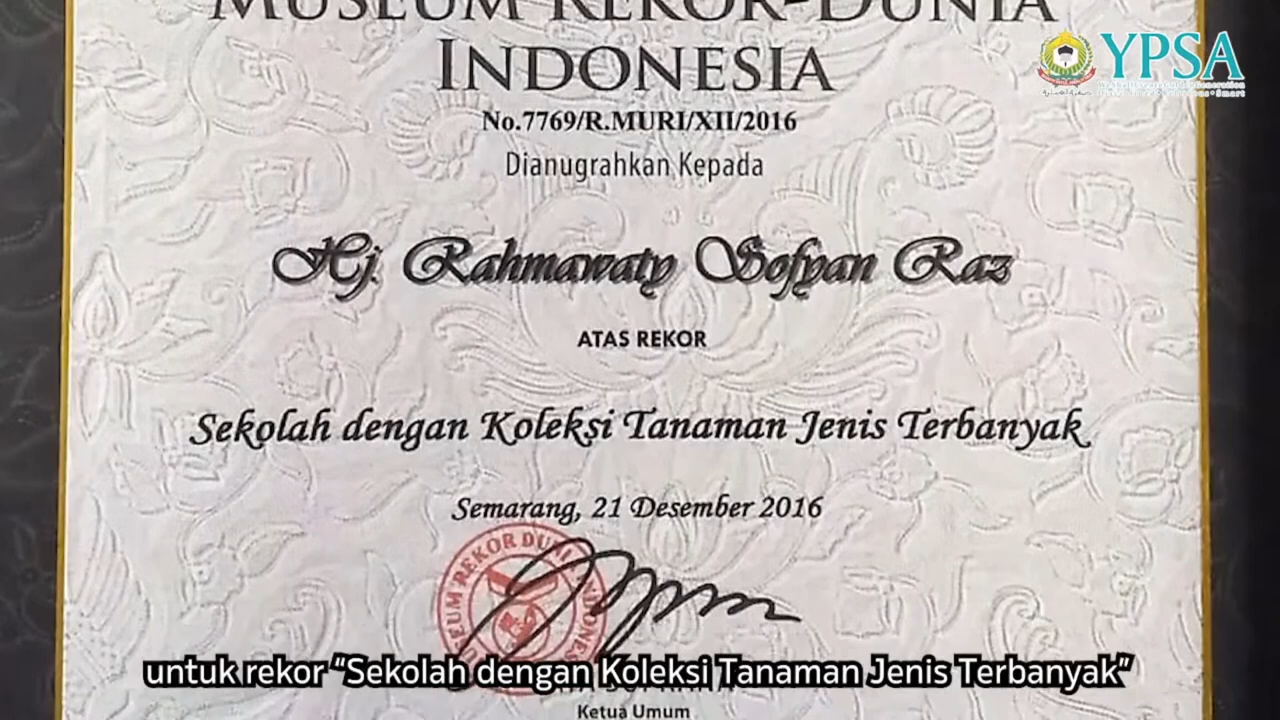 MUSEUM REKOR-DUNIA
INDONESIA
YPSA
No.7769/R.MURI/XII/2016
Dianugrahkan Kepada
Hj. Rahmawaty Sofyan Raz
ATAS REKOR
Sekolah dengan Koleksi Tanaman Jenis Terbanyak
Semarang, 21 Desember 2016
untuk rekor “Sekolah dengan Koleksi Tanaman Jenis Terbanyak”
Ketua Umum